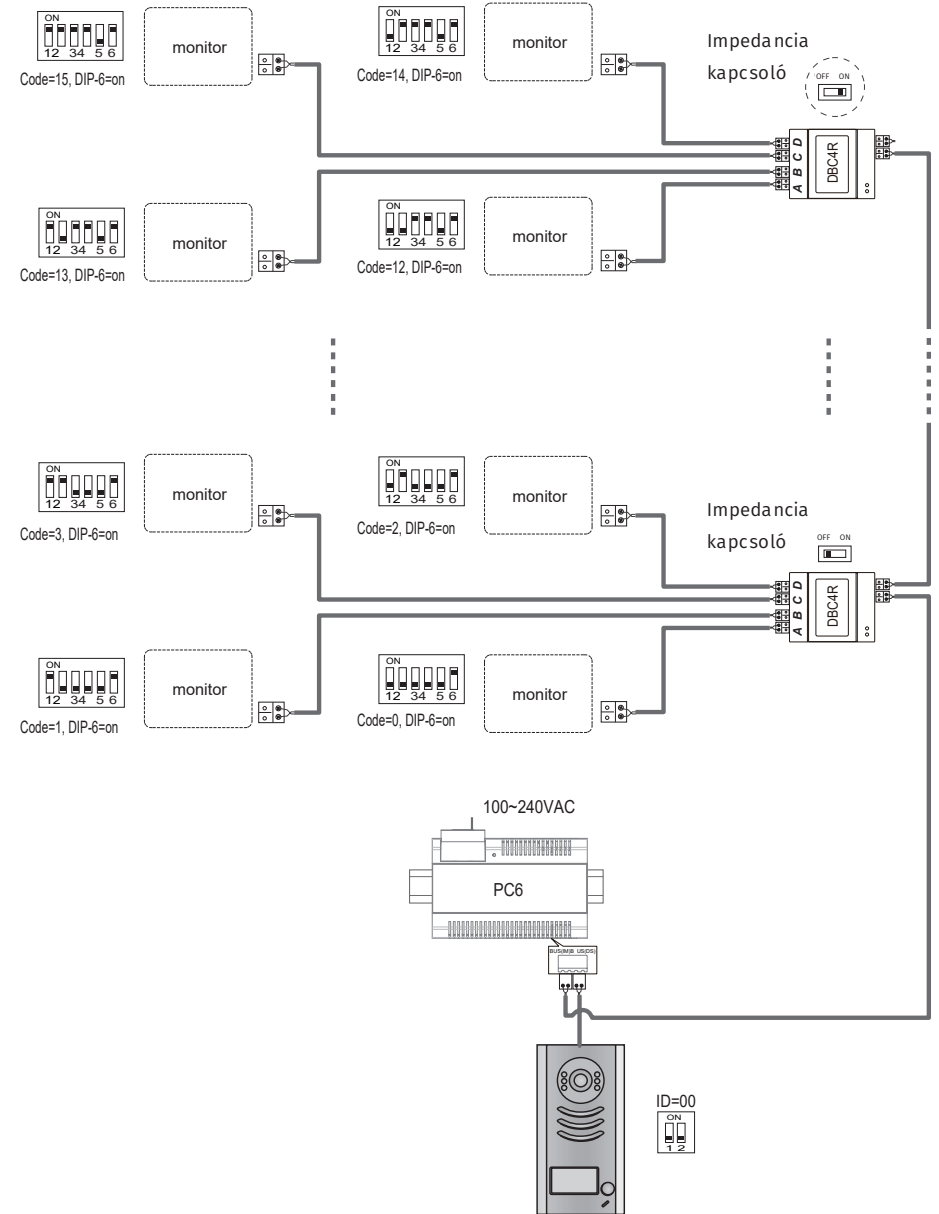 ON
12 34 5 6
Code=15, DIP-6=on
monitor
ON
12 34 5 6
Code=14, DIP-6=on
monitor
Impedancia
kapcsoló
OFF ON
A B C D
DBC4R
ON
12 34 5 6
Code=13, DIP-6=on
monitor
ON
12 34 5 6
Code=12, DIP-6=on
monitor
ON
12 34 5 6
Code=3, DIP-6=on
monitor
ON
12 34 5 6
Code=2, DIP-6=on
monitor
Impedancia
kapcsoló
OFF ON
A B C D
DBC4R
ON
12 34 5 6
Code=1, DIP-6=on
monitor
ON
12 34 5 6
Code=0, DIP-6=on
monitor
100~240VAC
PC6
BUS(IM)B US(DS)
ID=00
ON
1 2